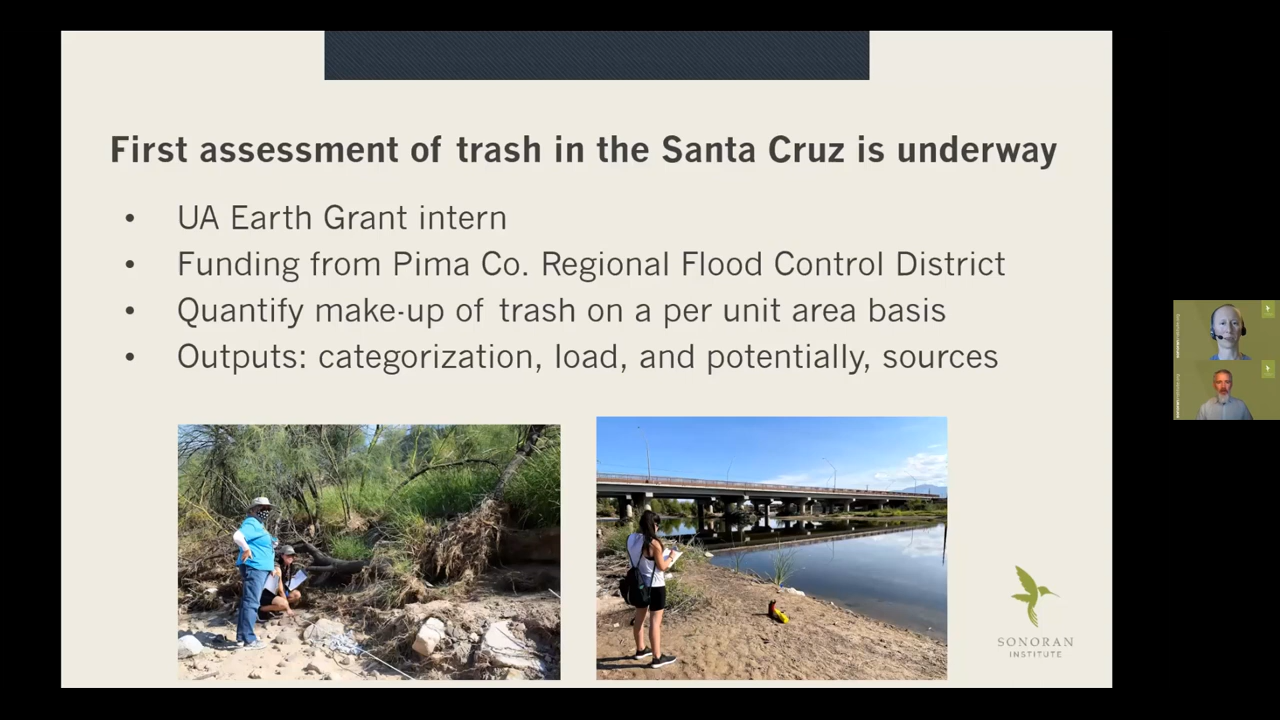 First assessment of trash in the Santa Cruz is underway
• UA Earth Grant intern
• Funding from Pima Co. Regional Flood Control District
• Quantify make-up of trash on a per unit area basis
• Outputs: categorization, load, and potentially, sources
SONORAN
INSTITUTE